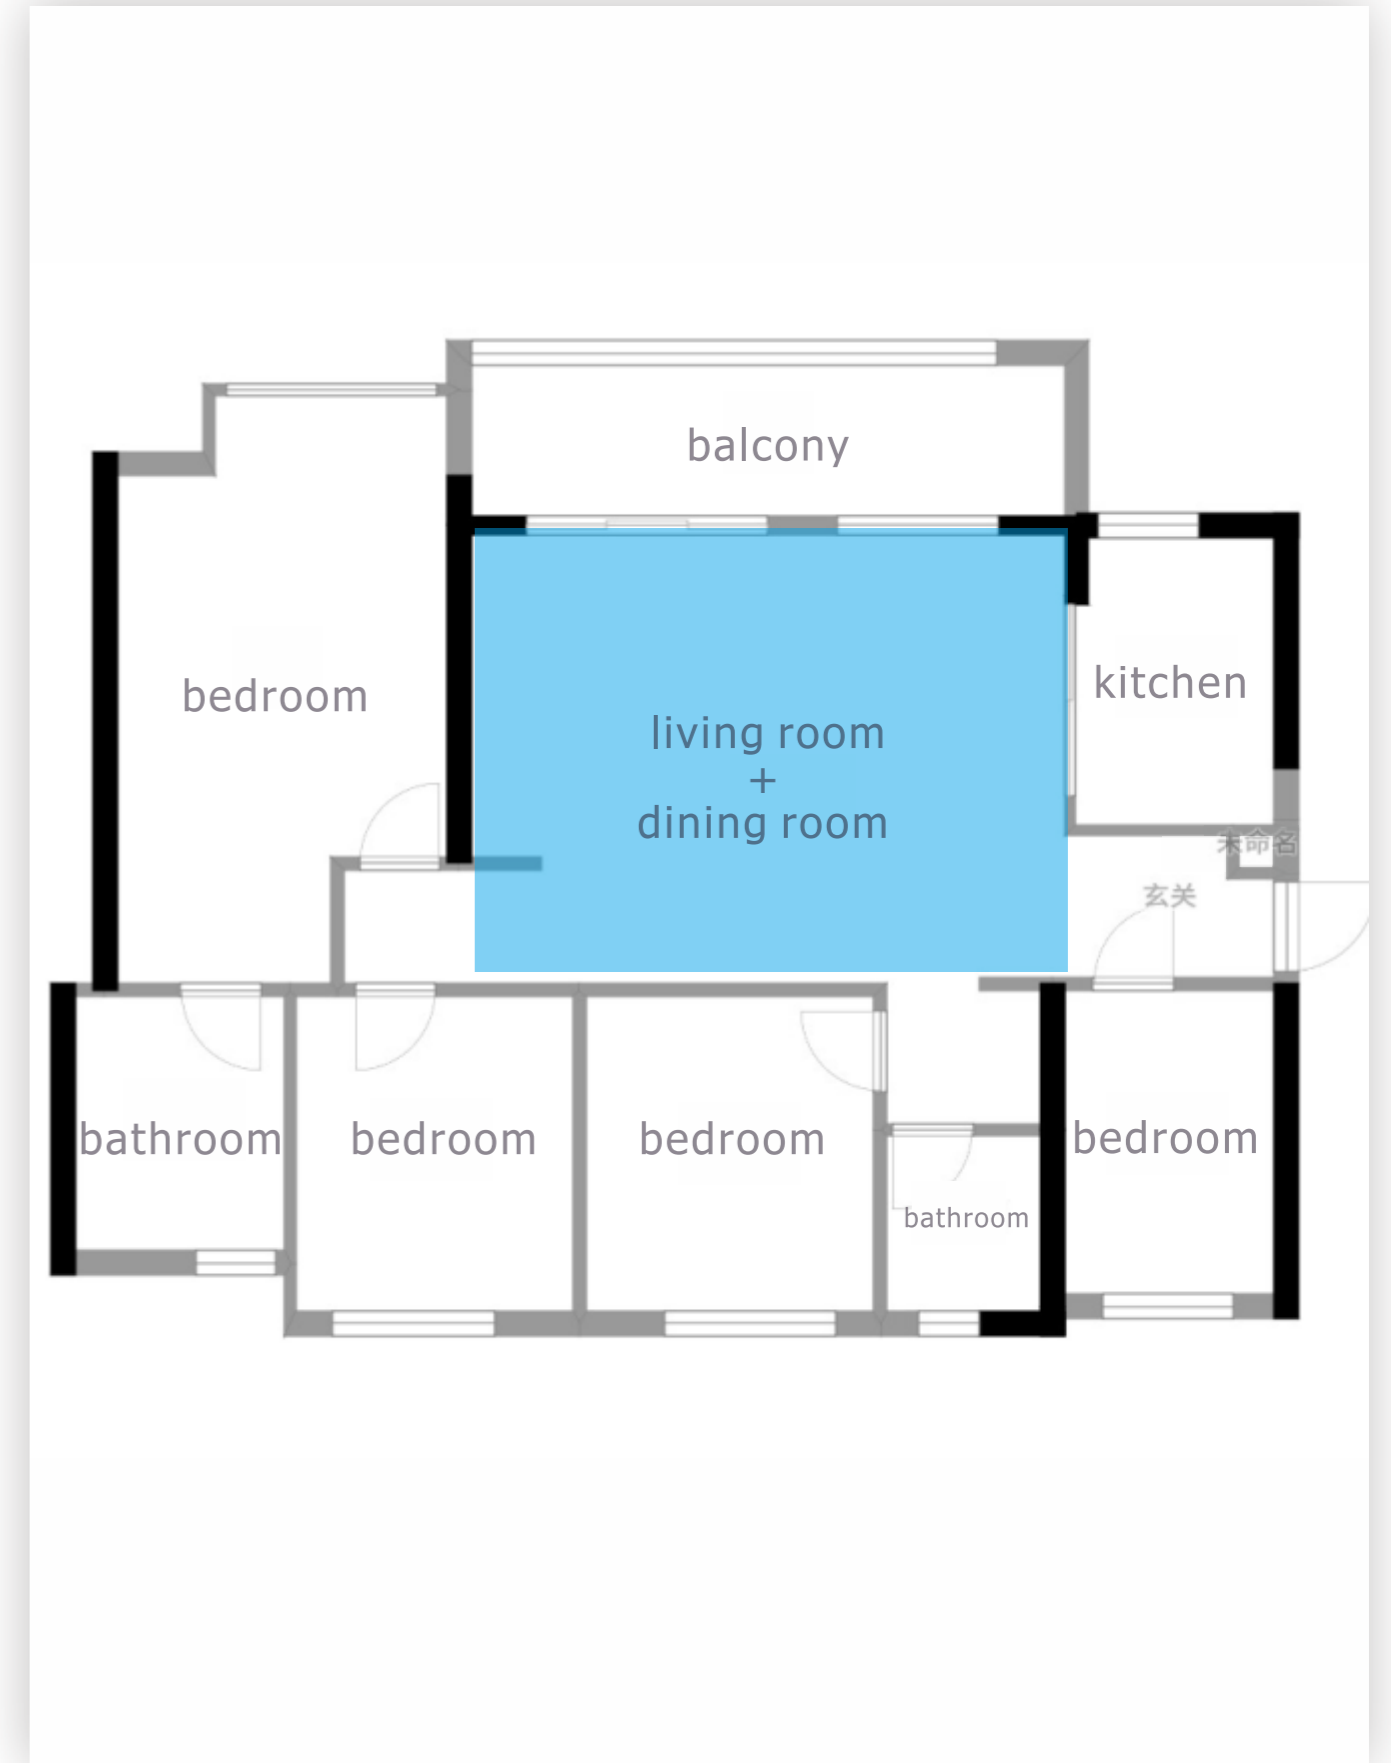 balcony
bedroom
kitchen
living room
+
dining room
未命名
玄关
bathroom
bedroom
bedroom
bedroom
bathroom